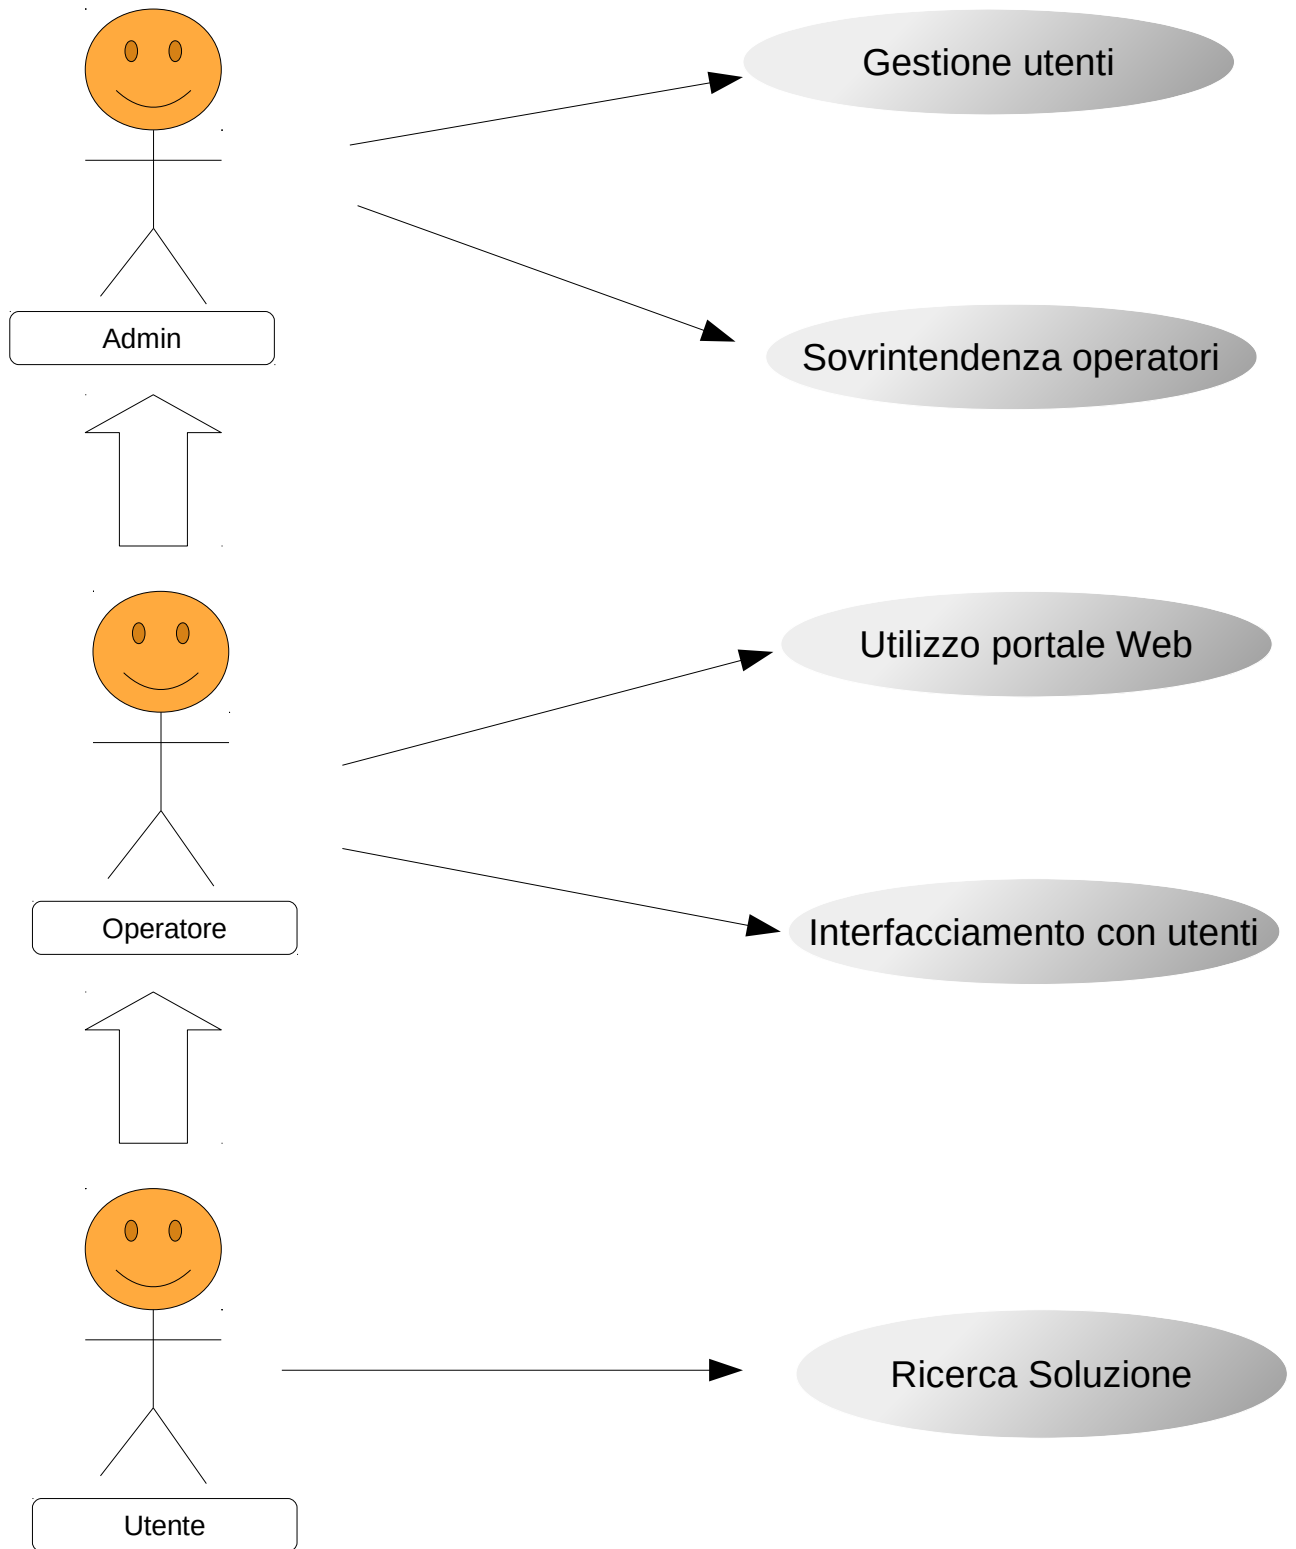 Gestione utenti
Admin
Sovrintendenza operatori
Utilizzo portale Web
Operatore
Interfacciamento con utenti
Ricerca Soluzione
Utente